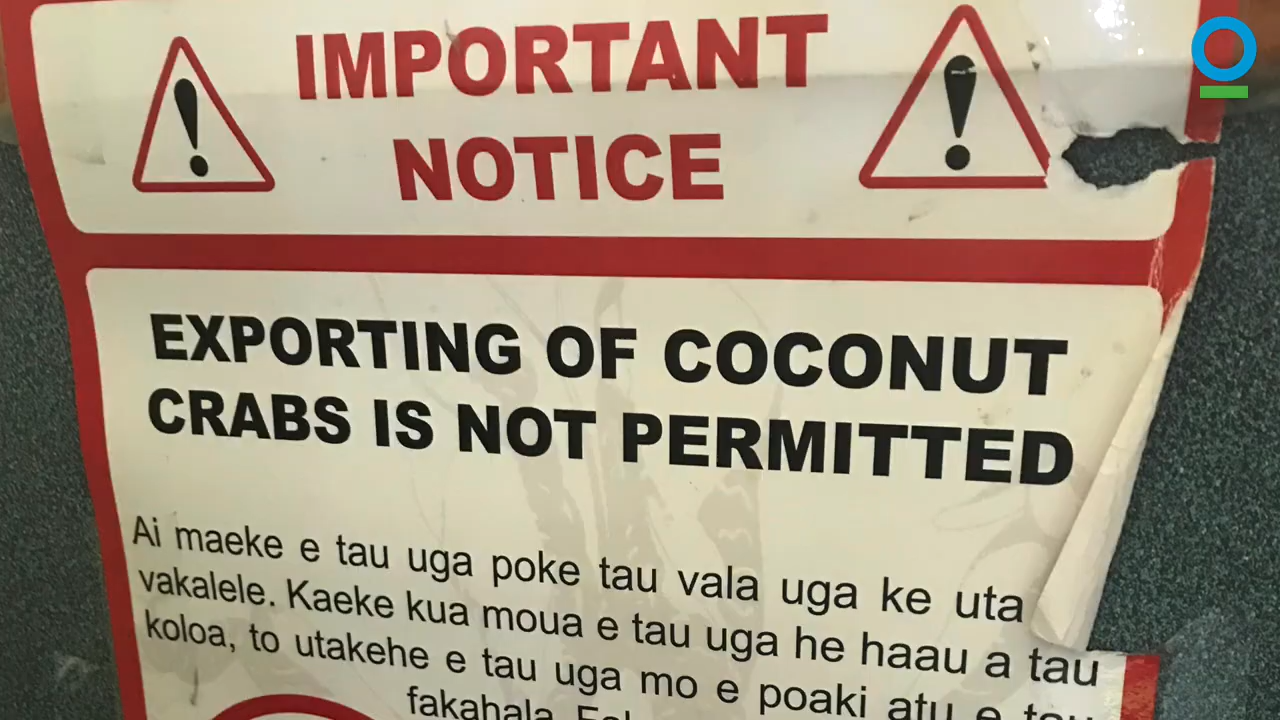 IMPORTANT
NOTICE
EXPORTING OF COCONUT
CRABS IS NOT PERMITTED
Ai maeke e tau uga poke tau vala uga ke uta
vakalele. Kaeke kua moua e tau uga he haau a tau
koloa, to utakehe e tau uga mo e poaki atu e tau
fakahala.